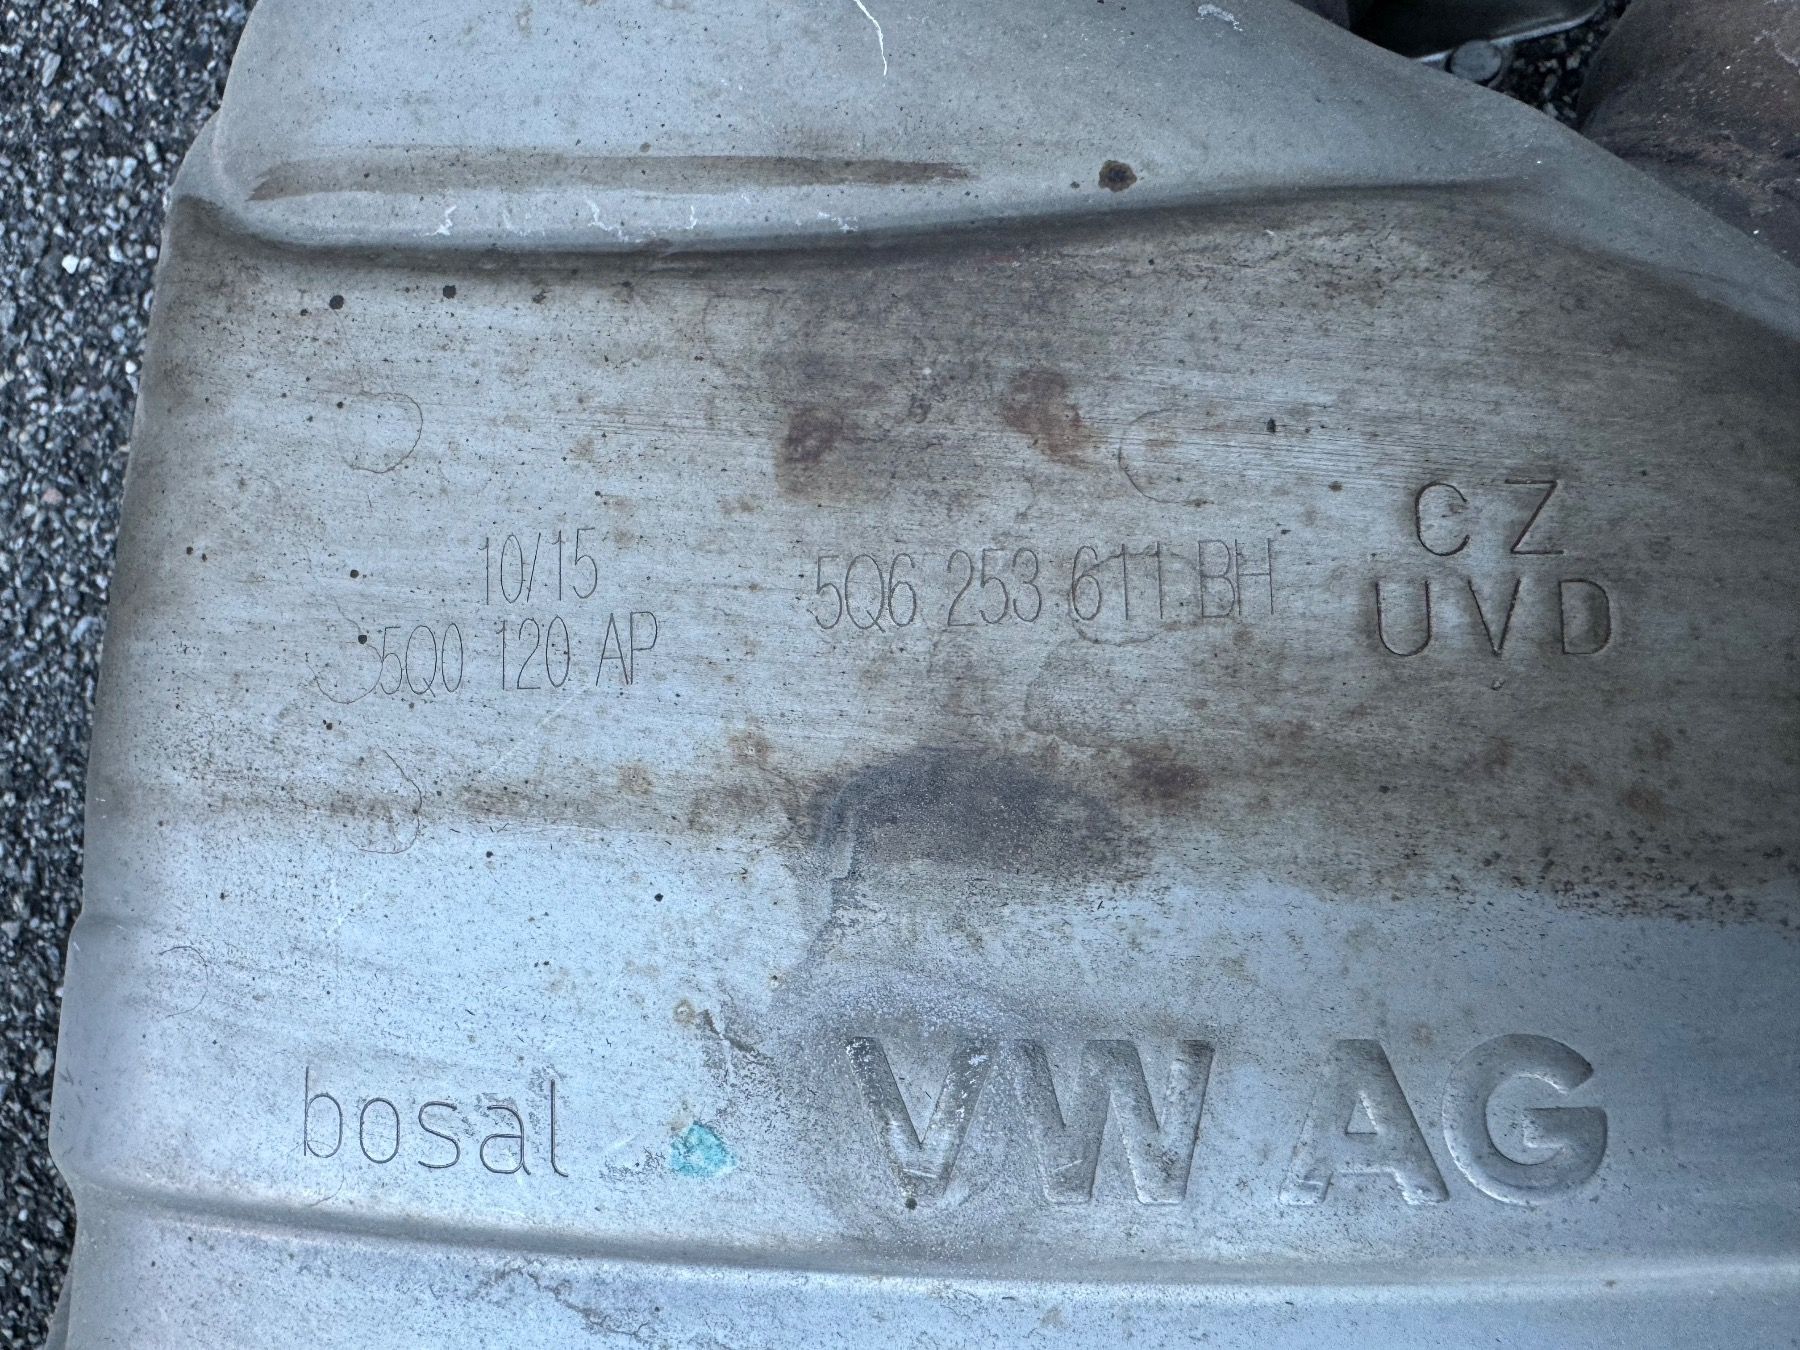 10/15
5Q0 120 AP
5Q6 253 611 BH
CZ
UVD
bosal
VW AG